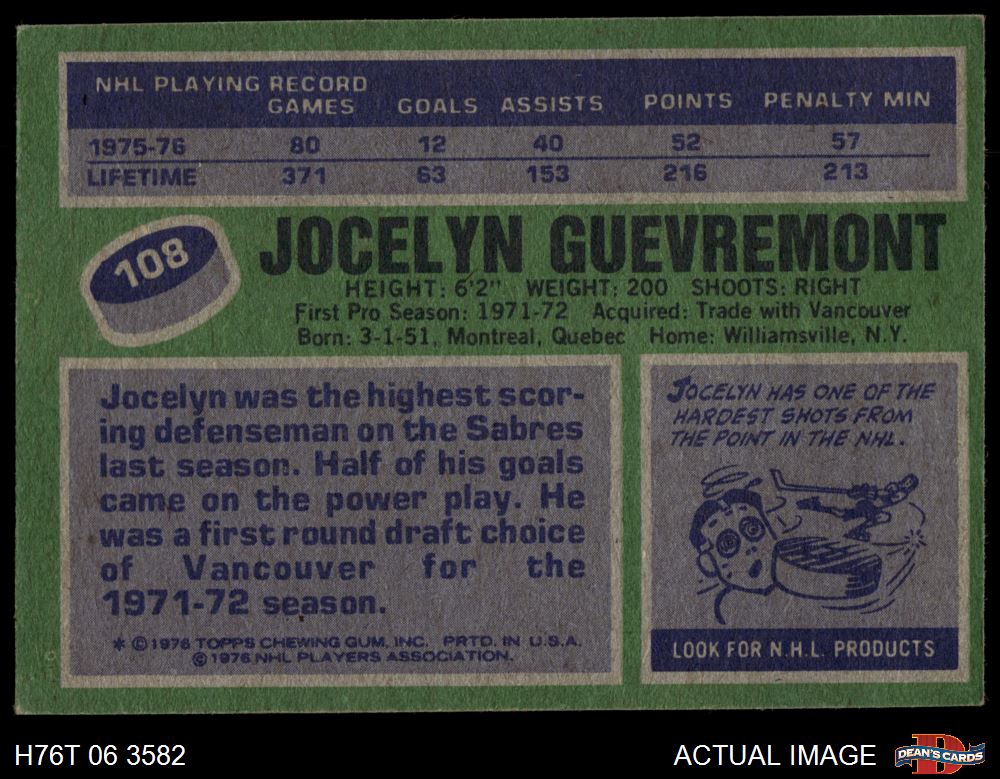 NHL PLAYING RECORD
GAMES GOALS ASSISTS POINTS PENALTY MIN
1975-76 80 12 40 52 57
LIFETIME 371 63 153 216 213
108
JOCELYN GUEVREMONT
HEIGHT: 6'2" WEIGHT: 200 SHOOTS: RIGHT
First Pro Season: 1971-72 Acquired: Trade with Vancouver
Born: 3-1-51, Montreal, Quebec Home: Williamsville, N.Y.
Jocelyn was the highest scor-
ing defenseman on the Sabres
last season. Half of his goals
came on the power play. He
was a first round draft choice
of Vancouver for the
1971-72 season.
* © 1976 TOPPS CHEWING GUM, INC. PRTD. IN U.S.A.
© 1976 NHL PLAYERS ASSOCIATION.
JOCELYN HAS ONE OF THE
HARDEST SHOTS FROM
THE POINT IN THE NHL.
LOOK FOR N.H.L. PRODUCTS
H76T 06 3582
ACTUAL IMAGE
DEAN'S CARDS